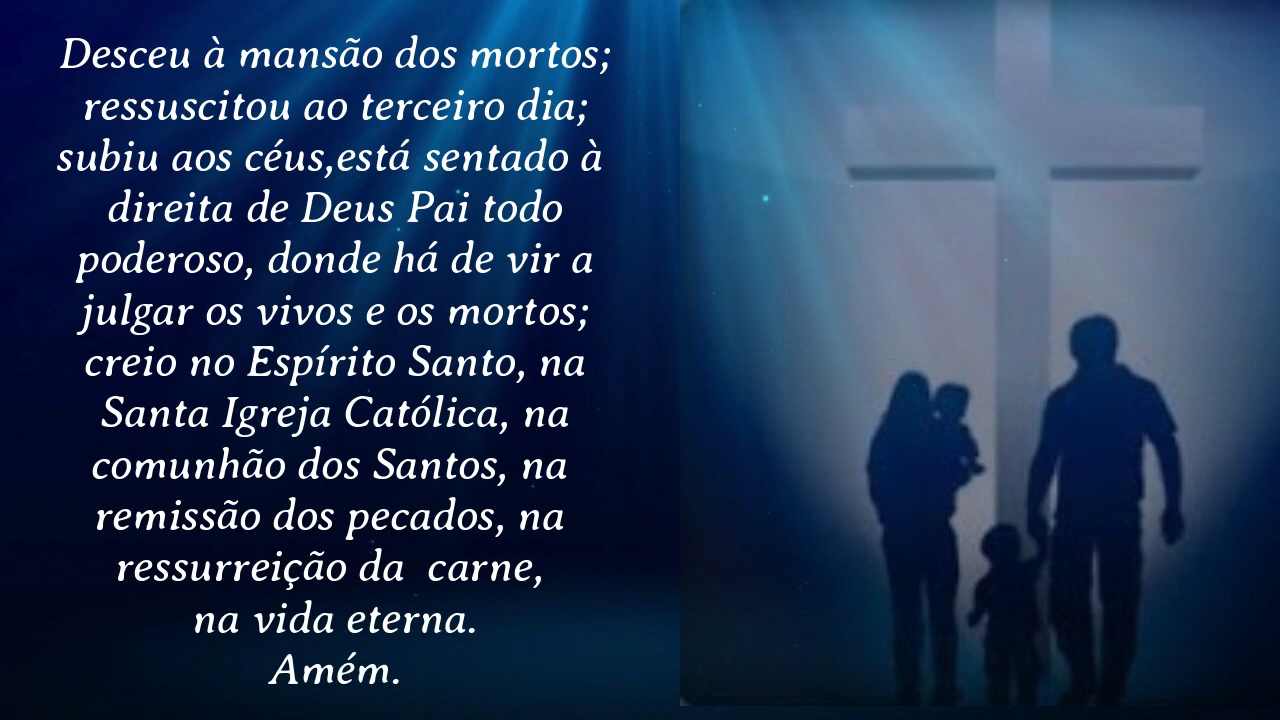 Desceu à mansão dos mortos;
ressuscitou ao terceiro dia;
subiu aos céus,está sentado à
direita de Deus Pai todo
poderoso, donde há de vir a
julgar os vivos e os mortos;
creio no Espírito Santo, na
Santa Igreja Católica, na
comunhão dos Santos, na
remissão dos pecados, na
ressurreição da  carne,
na vida eterna.
Amém.